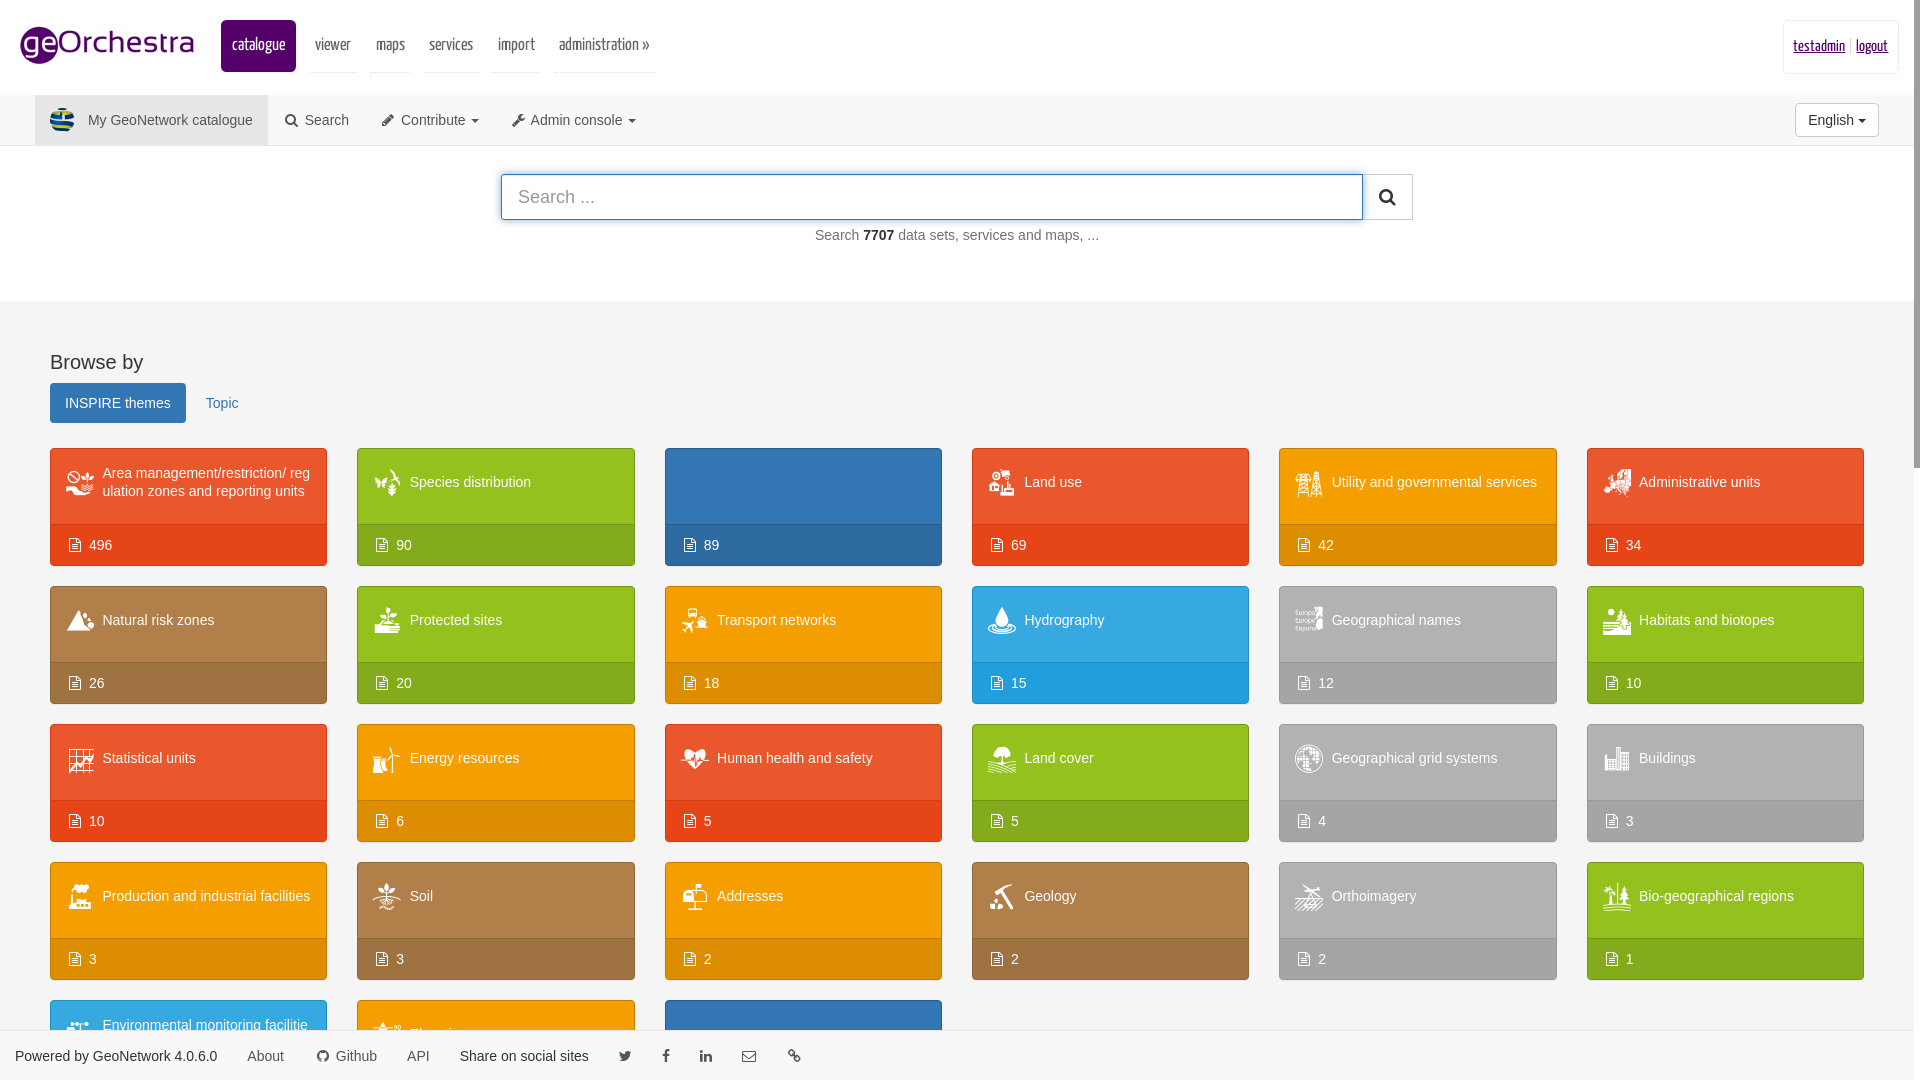 geOrchestra
catalogue viewer maps services import administration »
testadmin | logout
My GeoNetwork catalogue Search Contribute Admin console
English
Search ...
Search 7707 data sets, services and maps, ...
Browse by
INSPIRE themes Topic
Area management/restriction/ reg
ulation zones and reporting units
496
Species distribution
90
89
Land use
69
Utility and governmental services
42
Administrative units
34
Natural risk zones
26
Protected sites
20
Transport networks
18
Hydrography
15
Geographical names
12
Habitats and biotopes
10
Statistical units
10
Energy resources
6
Human health and safety
5
Land cover
5
Geographical grid systems
4
Buildings
3
Production and industrial facilities
3
Soil
3
Addresses
2
Geology
2
Orthoimagery
2
Bio-geographical regions
1
Environmental monitoring facilitie
Powered by GeoNetwork 4.0.6.0 About Github API Share on social sites